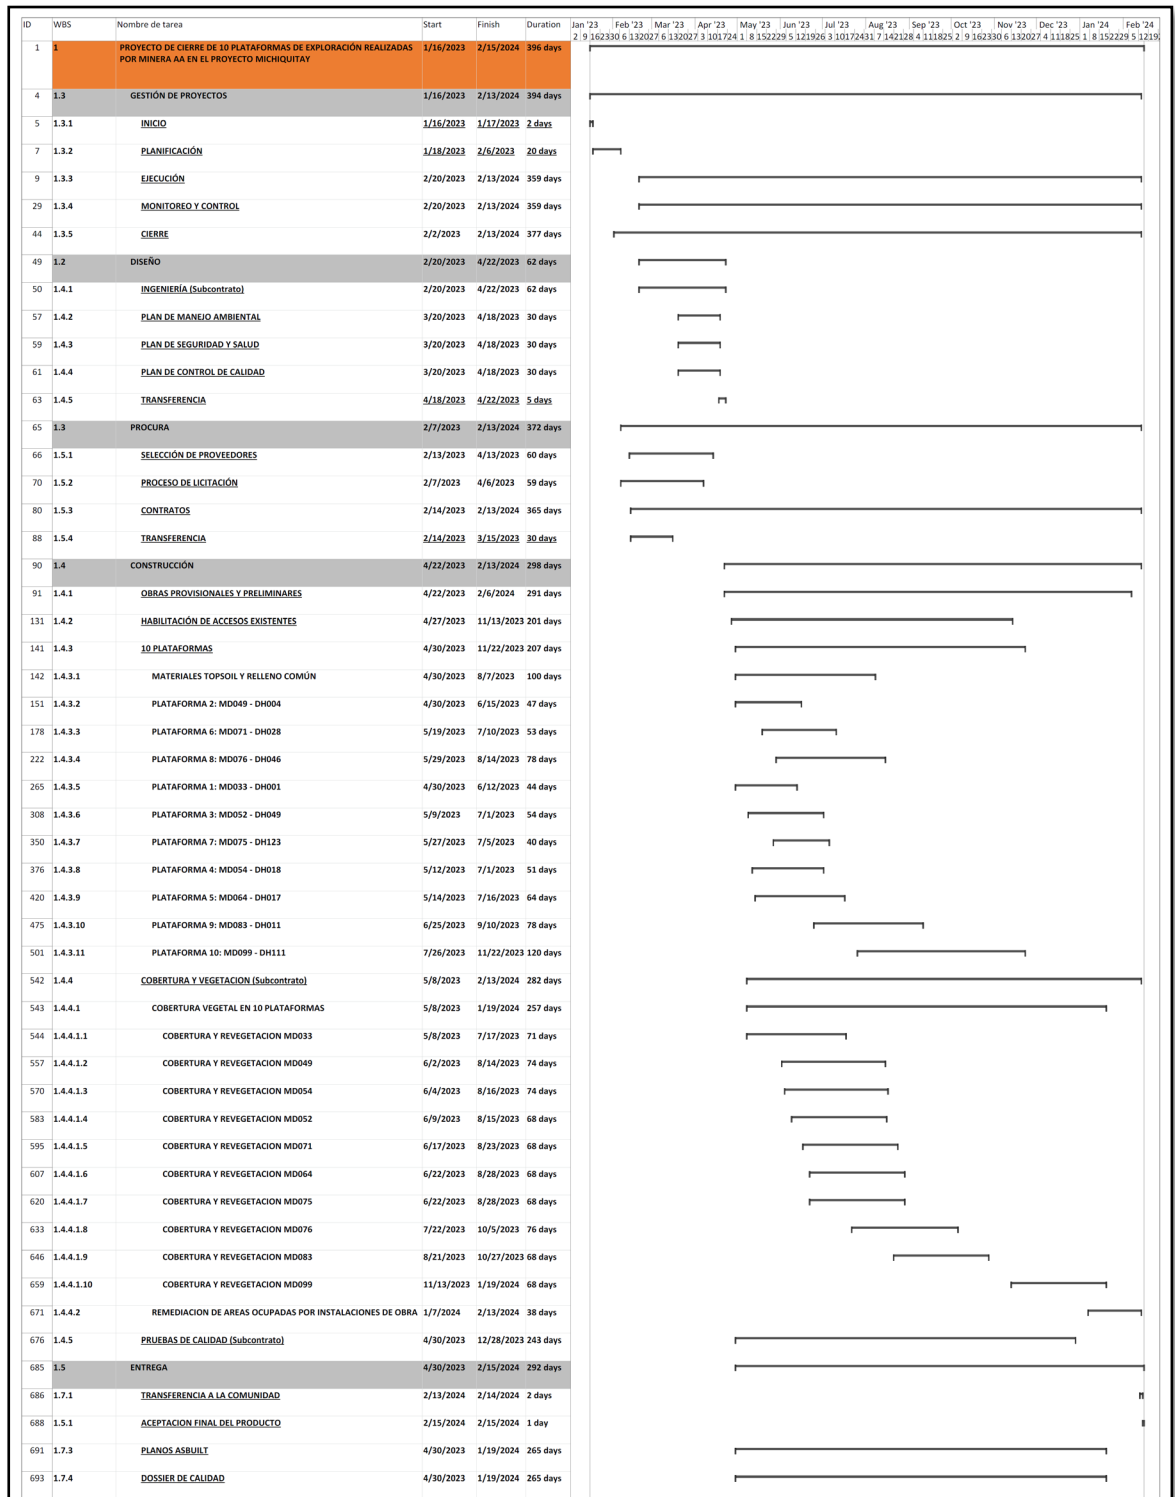 ID WBS Nombre de tarea Start Finish Duration Jan '23 Feb '23 Mar '23 Apr '23 May '23 Jun '23 Jul '23 Aug '23 Sep '23 Oct '23 Nov '23 Dec '23 Jan '24 Feb '24
1 1 PROYECTO DE CIERRE DE 10 PLATAFORMAS DE EXPLORACIÓN REALIZADAS 1/16/2023 2/15/2024 396 days
POR MINERA AA EN EL PROYECTO MICHIQUITAY
4 1.3 GESTIÓN DE PROYECTOS 1/16/2023 2/13/2024 394 days
5 1.3.1 INICIO 1/16/2023 1/17/2023 2 days
7 1.3.2 PLANIFICACIÓN 1/18/2023 2/6/2023 20 days
9 1.3.3 EJECUCIÓN 2/20/2023 2/13/2024 359 days
29 1.3.4 MONITOREO Y CONTROL 2/20/2023 2/13/2024 359 days
44 1.3.5 CIERRE 2/2/2023 2/13/2024 377 days
49 1.2 DISEÑO 2/20/2023 4/22/2023 62 days
50 1.4.1 INGENIERÍA (Subcontrato) 2/20/2023 4/22/2023 62 days
57 1.4.2 PLAN DE MANEJO AMBIENTAL 3/20/2023 4/18/2023 30 days
59 1.4.3 PLAN DE SEGURIDAD Y SALUD 3/20/2023 4/18/2023 30 days
61 1.4.4 PLAN DE CONTROL DE CALIDAD 3/20/2023 4/18/2023 30 days
63 1.4.5 TRANSFERENCIA 4/18/2023 4/22/2023 5 days
65 1.3 PROCURA 2/7/2023 2/13/2024 372 days
66 1.5.1 SELECCIÓN DE PROVEEDORES 2/13/2023 4/13/2023 60 days
70 1.5.2 PROCESO DE LICITACIÓN 2/7/2023 4/6/2023 59 days
80 1.5.3 CONTRATOS 2/14/2023 2/13/2024 365 days
88 1.5.4 TRANSFERENCIA 2/14/2023 3/15/2023 30 days
90 1.4 CONSTRUCCIÓN 4/22/2023 2/13/2024 298 days
91 1.4.1 OBRAS PROVISIONALES Y PRELIMINARES 4/22/2023 2/6/2024 291 days
131 1.4.2 HABILITACIÓN DE ACCESOS EXISTENTES 4/27/2023 11/13/2023 201 days
141 1.4.3 10 PLATAFORMAS 4/30/2023 11/22/2023 207 days
142 1.4.3.1 MATERIALES TOPSOIL Y RELLENO COMÚN 4/30/2023 8/7/2023 100 days
151 1.4.3.2 PLATAFORMA 2: MD049 - DH004 4/30/2023 6/15/2023 47 days
178 1.4.3.3 PLATAFORMA 6: MD071 - DH028 5/19/2023 7/10/2023 53 days
222 1.4.3.4 PLATAFORMA 8: MD076 - DH046 5/29/2023 8/14/2023 78 days
265 1.4.3.5 PLATAFORMA 1: MD033 - DH001 4/30/2023 6/12/2023 44 days
308 1.4.3.6 PLATAFORMA 3: MD052 - DH049 5/9/2023 7/1/2023 54 days
350 1.4.3.7 PLATAFORMA 7: MD075 - DH123 5/27/2023 7/5/2023 40 days
376 1.4.3.8 PLATAFORMA 4: MD054 - DH018 5/12/2023 7/1/2023 51 days
420 1.4.3.9 PLATAFORMA 5: MD064 - DH017 5/14/2023 7/16/2023 64 days
475 1.4.3.10 PLATAFORMA 9: MD083 - DH011 6/25/2023 9/10/2023 78 days
501 1.4.3.11 PLATAFORMA 10: MD099 - DH111 7/26/2023 11/22/2023 120 days
542 1.4.4 COBERTURA Y VEGETACION (Subcontrato) 5/8/2023 2/13/2024 282 days
543 1.4.4.1 COBERTURA VEGETAL EN 10 PLATAFORMAS 5/8/2023 1/19/2024 257 days
544 1.4.4.1.1 COBERTURA Y REVEGETACION MD033 5/8/2023 7/17/2023 71 days
557 1.4.4.1.2 COBERTURA Y REVEGETACION MD049 6/2/2023 8/14/2023 74 days
570 1.4.4.1.3 COBERTURA Y REVEGETACION MD054 6/4/2023 8/16/2023 74 days
583 1.4.4.1.4 COBERTURA Y REVEGETACION MD052 6/9/2023 8/15/2023 68 days
595 1.4.4.1.5 COBERTURA Y REVEGETACION MD071 6/17/2023 8/23/2023 68 days
607 1.4.4.1.6 COBERTURA Y REVEGETACION MD064 6/22/2023 8/28/2023 68 days
620 1.4.4.1.7 COBERTURA Y REVEGETACION MD075 6/22/2023 8/28/2023 68 days
633 1.4.4.1.8 COBERTURA Y REVEGETACION MD076 7/22/2023 10/5/2023 76 days
646 1.4.4.1.9 COBERTURA Y REVEGETACION MD083 8/21/2023 10/27/2023 68 days
659 1.4.4.1.10 COBERTURA Y REVEGETACION MD099 11/13/2023 1/19/2024 68 days
671 1.4.4.2 REMEDIACION DE AREAS OCUPADAS POR INSTALACIONES DE OBRA 1/7/2024 2/13/2024 38 days
676 1.4.5 PRUEBAS DE CALIDAD (Subcontrato) 4/30/2023 12/28/2023 243 days
685 1.5 ENTREGA 4/30/2023 2/15/2024 292 days
686 1.7.1 TRANSFERENCIA A LA COMUNIDAD 2/13/2024 2/14/2024 2 days
688 1.5.1 ACEPTACION FINAL DEL PRODUCTO 2/15/2024 2/15/2024 1 day
691 1.7.3 PLANOS ASBUILT 4/30/2023 1/19/2024 265 days
693 1.7.4 DOSSIER DE CALIDAD 4/30/2023 1/19/2024 265 days